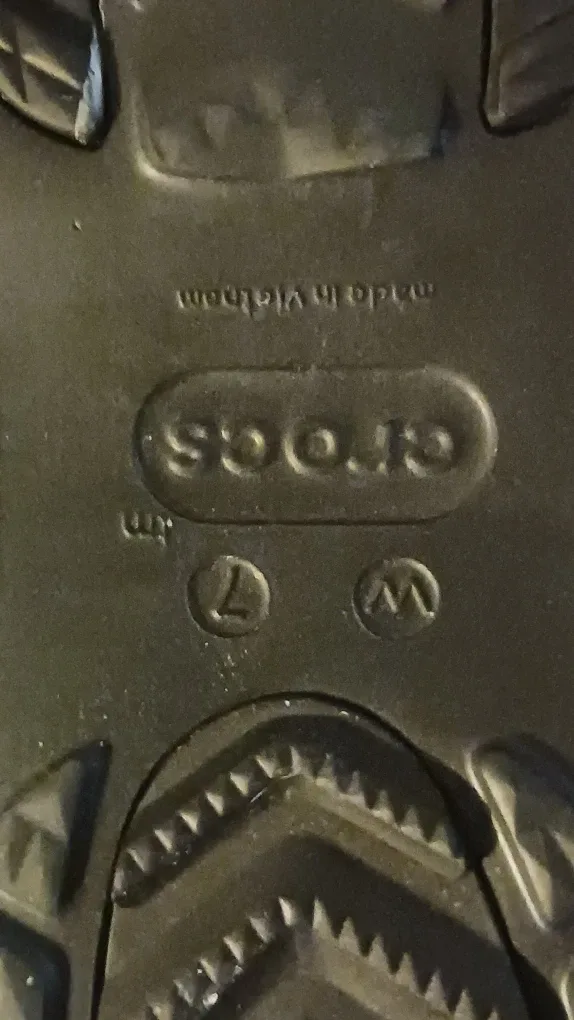 W 7
tm
crocs
made in Vietnam